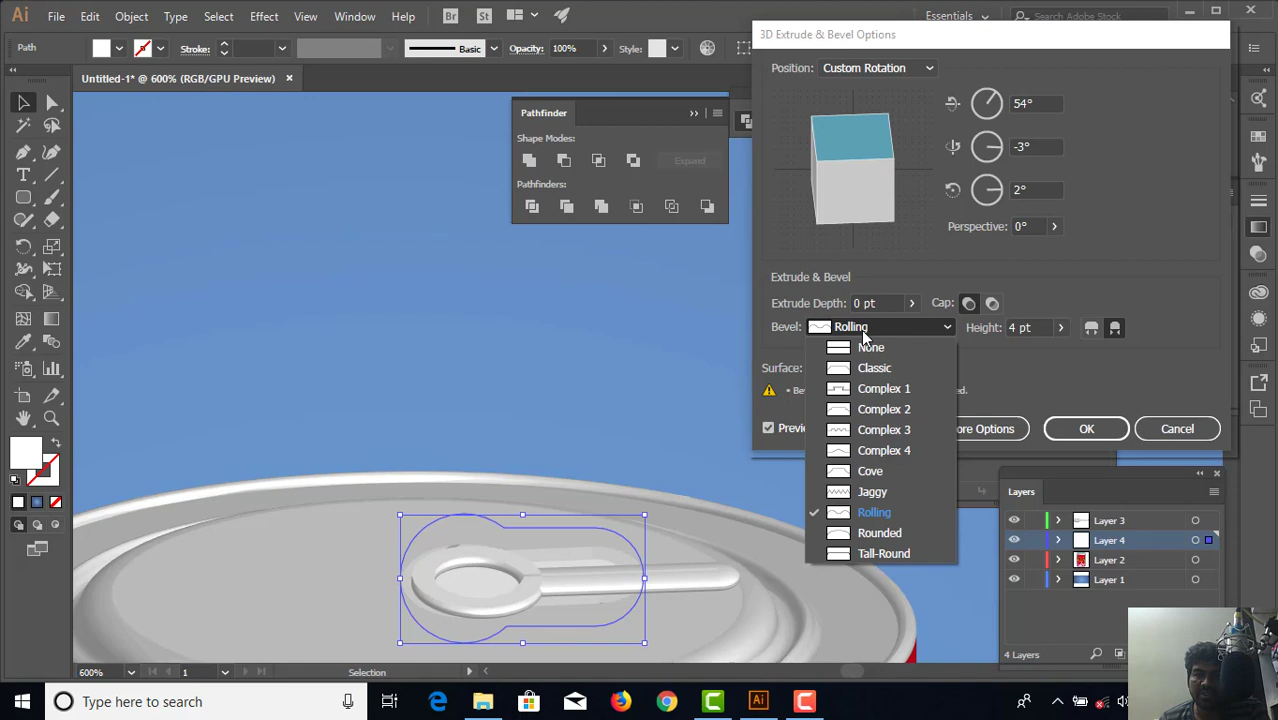 Ai File Edit Object Type Select Effect View Window Help Br St Essentials Search Adobe Stock
Path Stroke: Basic Opacity: 100% Style:
Untitled-1* @ 600% (RGB/GPU Preview)
3D Extrude & Bevel Options
Position: Custom Rotation
54°
-3°
2°
Perspective: 0°
Pathfinder
Shape Modes:
Expand
Pathfinders:
Extrude & Bevel
Extrude Depth: 0 pt Cap:
Bevel: Rolling Height: 4 pt
None
Classic
Complex 1
Complex 2
Complex 3
Complex 4
Cove
Jaggy
Rolling
Rounded
Tall-Round
Surface:
• Be
ed.
Previ
ore Options OK Cancel
Layers
Layer 3
Layer 4
Layer 2
Layer 1
4 Layers
600% 1 Selection
Type here to search
Ai